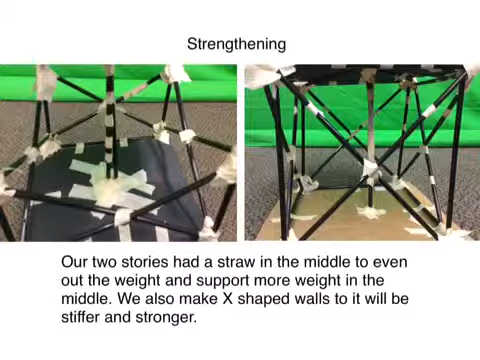 Strengthening
Our two stories had a straw in the middle to even
out the weight and support more weight in the
middle. We also make X shaped walls to it will be
stiffer and stronger.